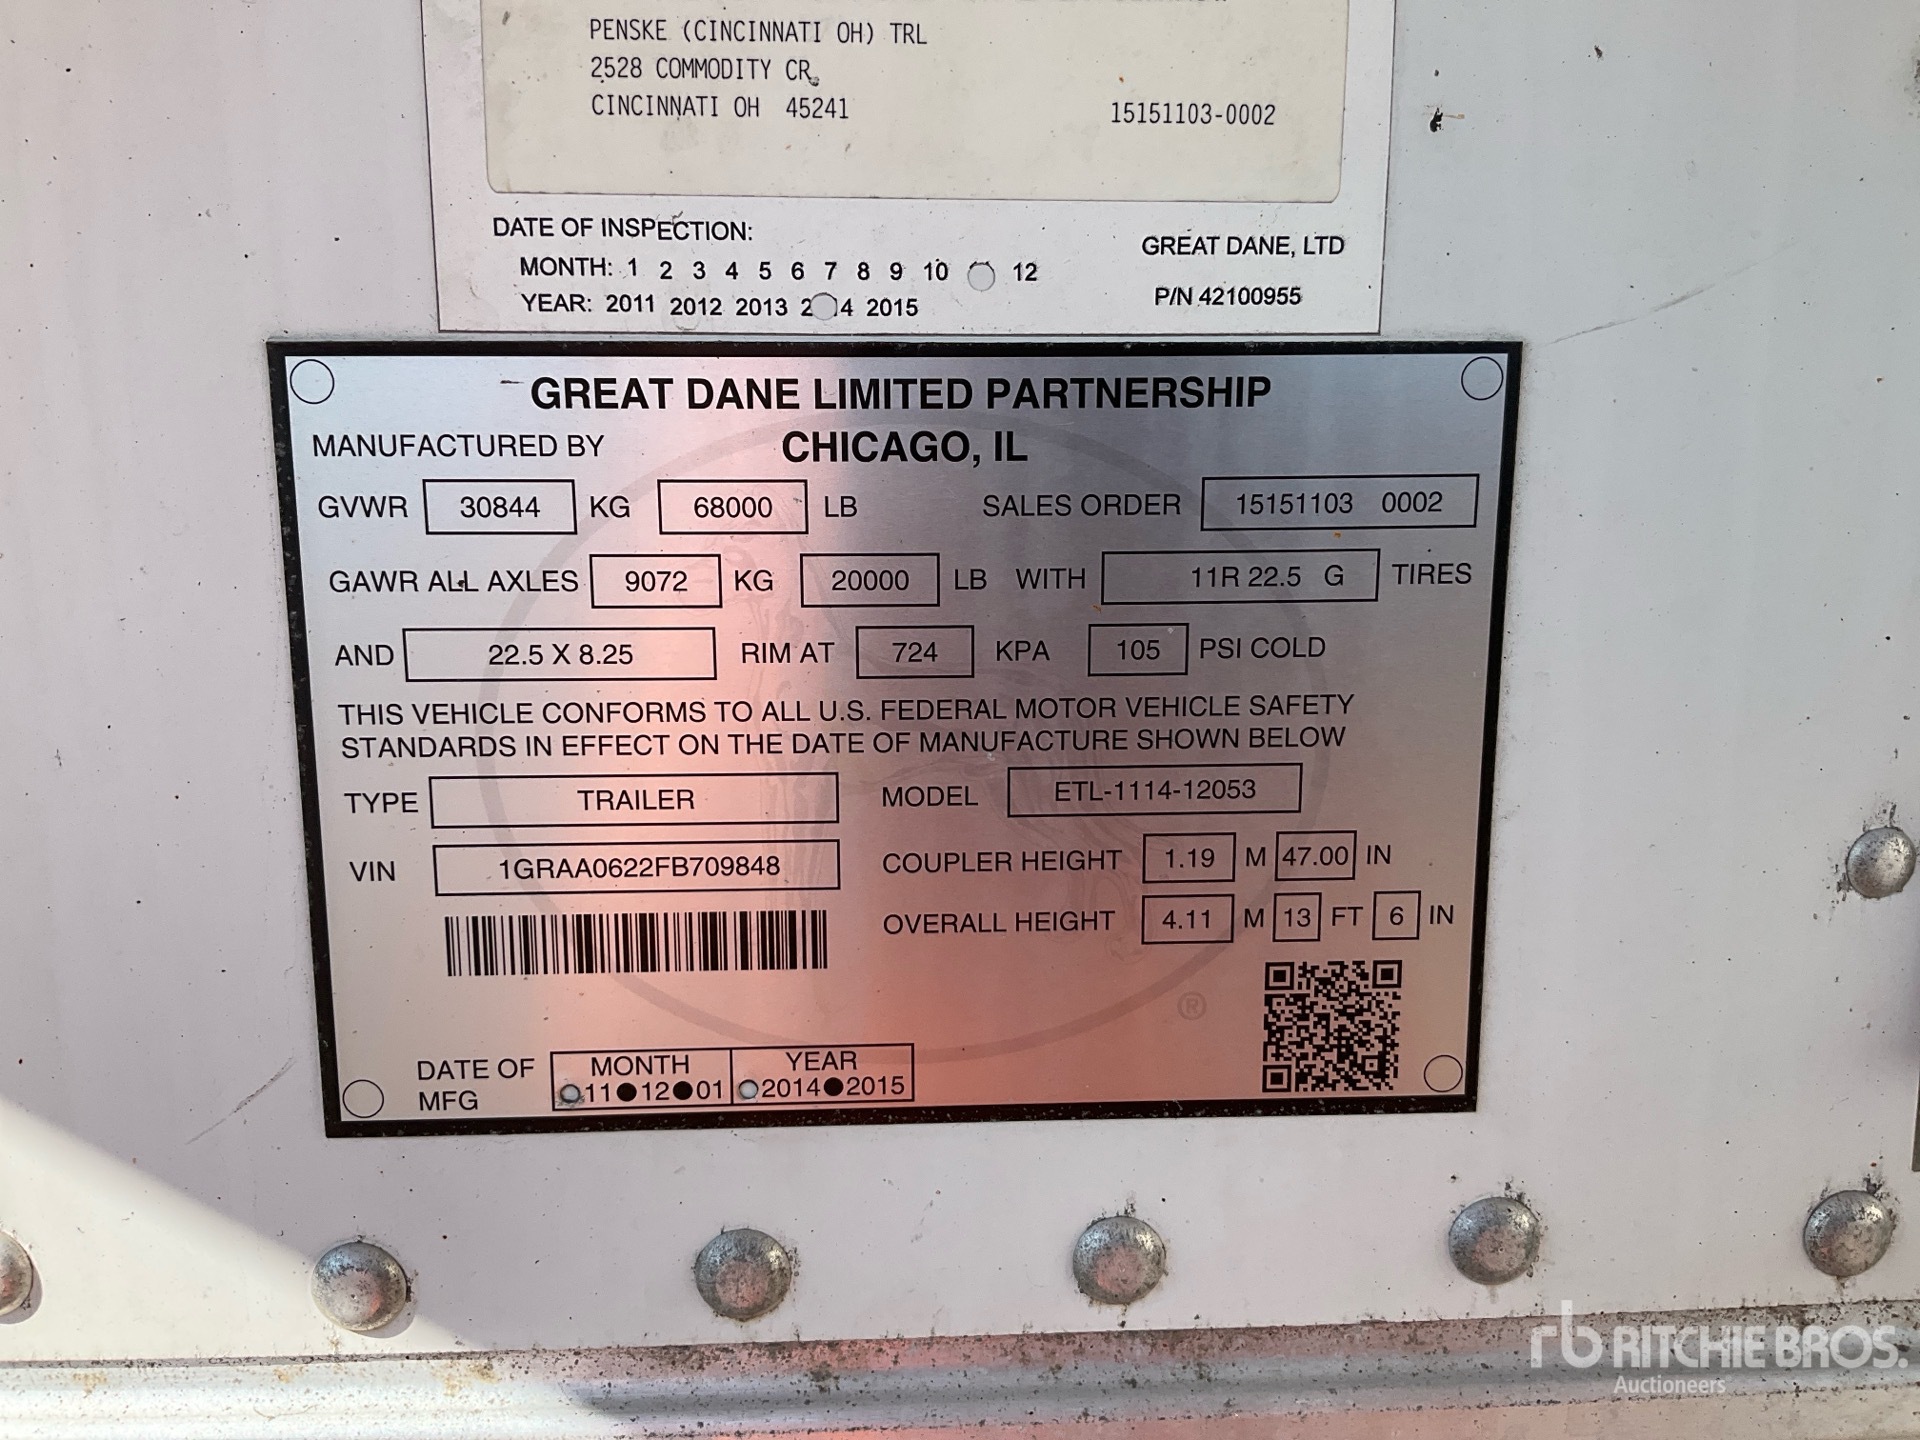 PENSKE (CINCINNATI OH) TRL
2528 COMMODITY CR
CINCINNATI OH 45241 15151103-0002
DATE OF INSPECTION:
MONTH: 1 2 3 4 5 6 7 8 9 10 12
YEAR: 2011 2012 2013 2 4 2015
GREAT DANE, LTD
P/N 42100955
GREAT DANE LIMITED PARTNERSHIP
MANUFACTURED BY CHICAGO, IL
GVWR 30844 KG 68000 LB SALES ORDER 15151103 0002
GAWR ALL AXLES 9072 KG 20000 LB WITH 11R 22.5 G TIRES
AND 22.5 X 8.25 RIM AT 724 KPA 105 PSI COLD
THIS VEHICLE CONFORMS TO ALL U.S. FEDERAL MOTOR VEHICLE SAFETY
STANDARDS IN EFFECT ON THE DATE OF MANUFACTURE SHOWN BELOW
TYPE TRAILER MODEL ETL-1114-12053
VIN 1GRAA0622FB709848 COUPLER HEIGHT 1.19 M 47.00 IN
OVERALL HEIGHT 4.11 M 13 FT 6 IN
®
DATE OF MFG
MONTH YEAR
11 12 01 2014 2015
rb RITCHIE BROS.
Auctioneers